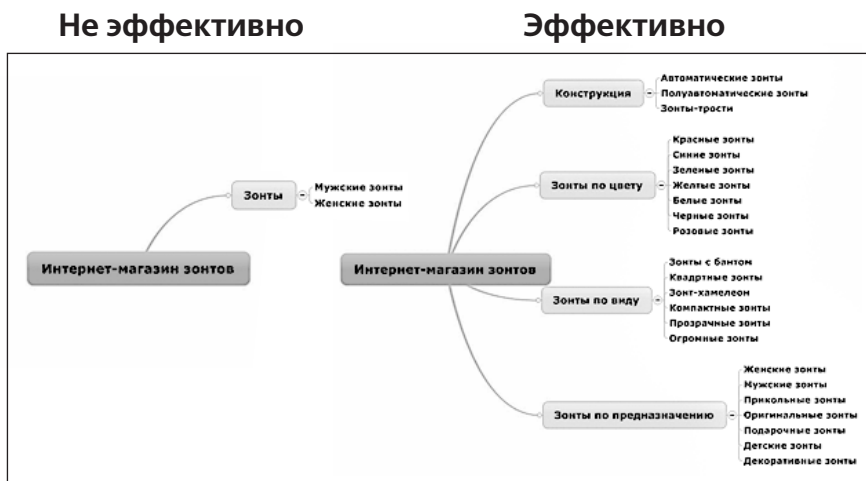 Не эффективно
Эффективно
Зонты
Мужские зонты
Женские зонты
Интернет-магазин зонтов
Интернет-магазин зонтов
Конструкция
Автоматические зонты
Полуавтоматические зонты
Зонты-трости
Зонты по цвету
Красные зонты
Синие зонты
Зеленые зонты
Желтые зонты
Белые зонты
Черные зонты
Розовые зонты
Зонты по виду
Зонты с бантом
Квадртные зонты
Зонт-хамелеон
Компактные зонты
Прозрачные зонты
Огромные зонты
Зонты по предназначению
Женские зонты
Мужские зонты
Прикольные зонты
Оригинальные зонты
Подарочные зонты
Детские зонты
Декоративные зонты